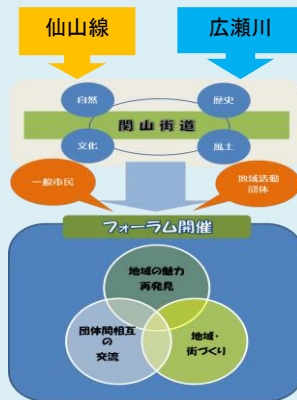 仙山線
広瀬川
自然
歴史
関山街道
文化
風土
一般市民
地域活動
団体
フォーラム開催
地域の魅力
再発見
団体間相互
の
交流
地域・
街づくり